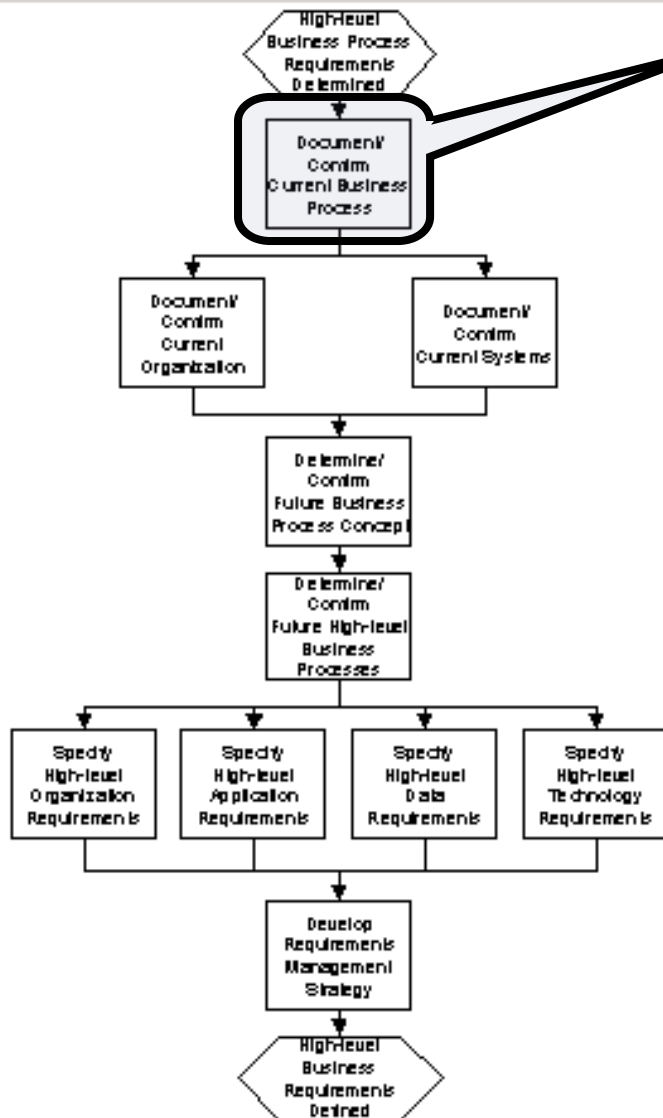 High-level
Business Process
Requirements
Determined
Document/
Confirm
Current Business
Process
Document/
Confirm
Current
Organization
Document/
Confirm
Current Systems
Determine/
Confirm
Future Business
Process Concept
Determine/
Confirm
Future High-level
Business
Processes
Specify
High-level
Organization
Requirements
Specify
High-level
Application
Requirements
Specify
High-level
Data
Requirements
Specify
High-level
Technology
Requirements
Develop
Requirements
Management
Strategy
High-level
Business
Requirements
Defined